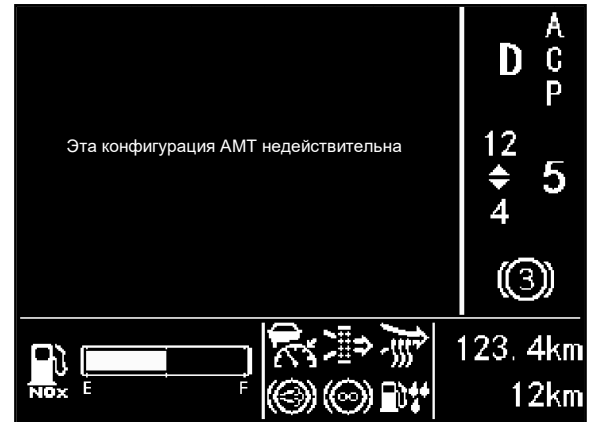 A
D C
P
Эта конфигурация АМТ недействительна
12
5
4
3
123.4km
NOx E F
12km